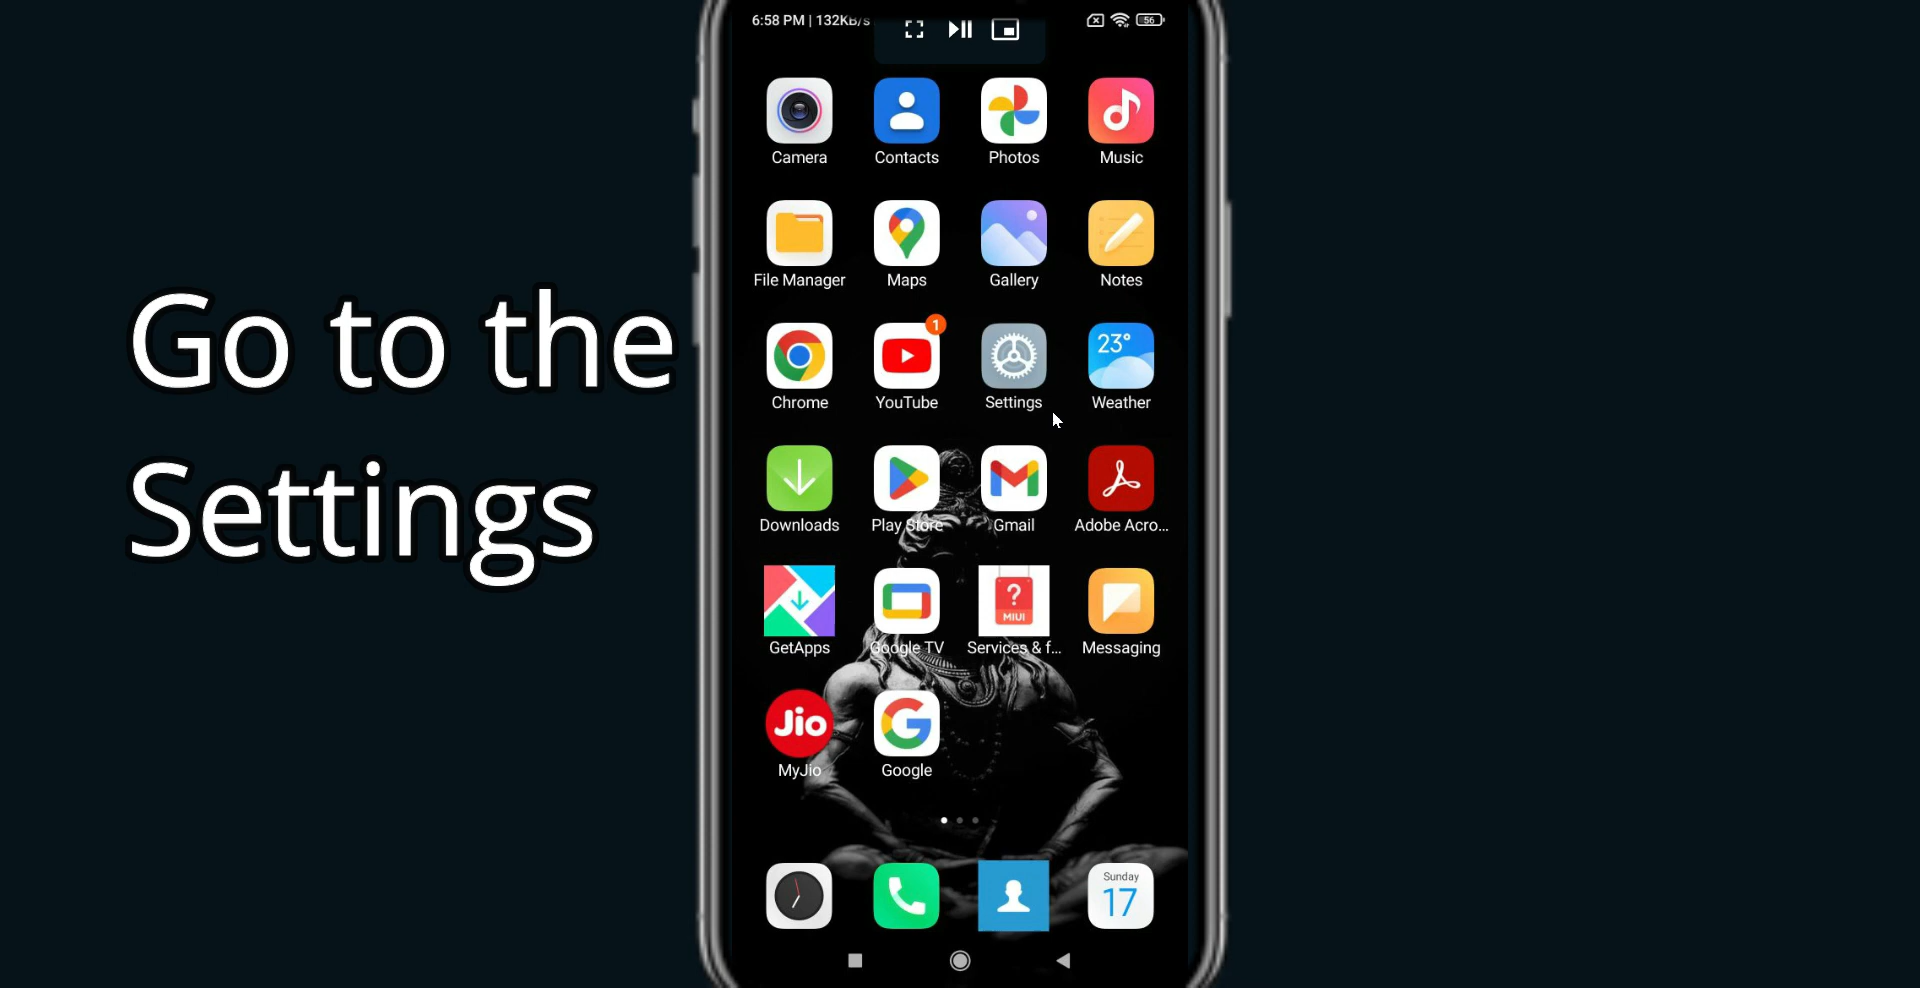 6:58 PM | 132KB/s
56
Camera
Contacts
Photos
Music
File Manager
Maps
Gallery
Notes
1
23°
Chrome
YouTube
Settings
Weather
Go to the
Settings
Downloads
Play Store
Gmail
Adobe Acro...
?
MIUI
GetApps
Google TV
Services & f...
Messaging
Jio
G
MyJio
Google
Sunday
17